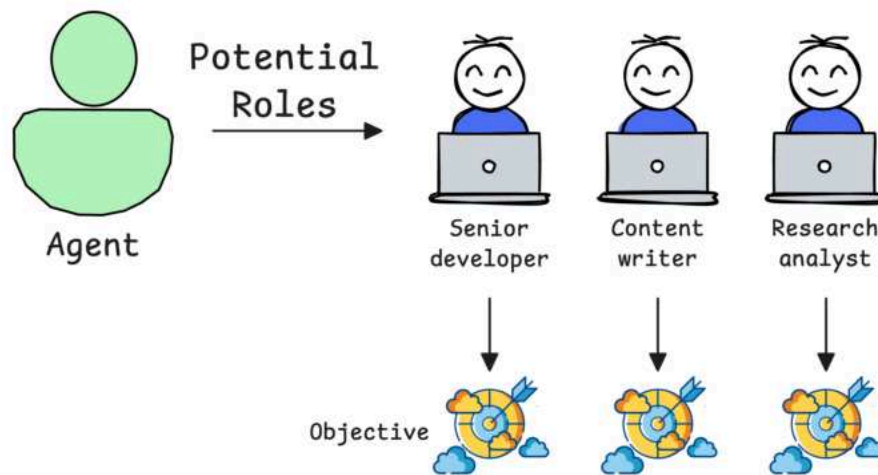 Potential
Roles
Agent
Senior
developer
Content
writer
Research
analyst
Objective